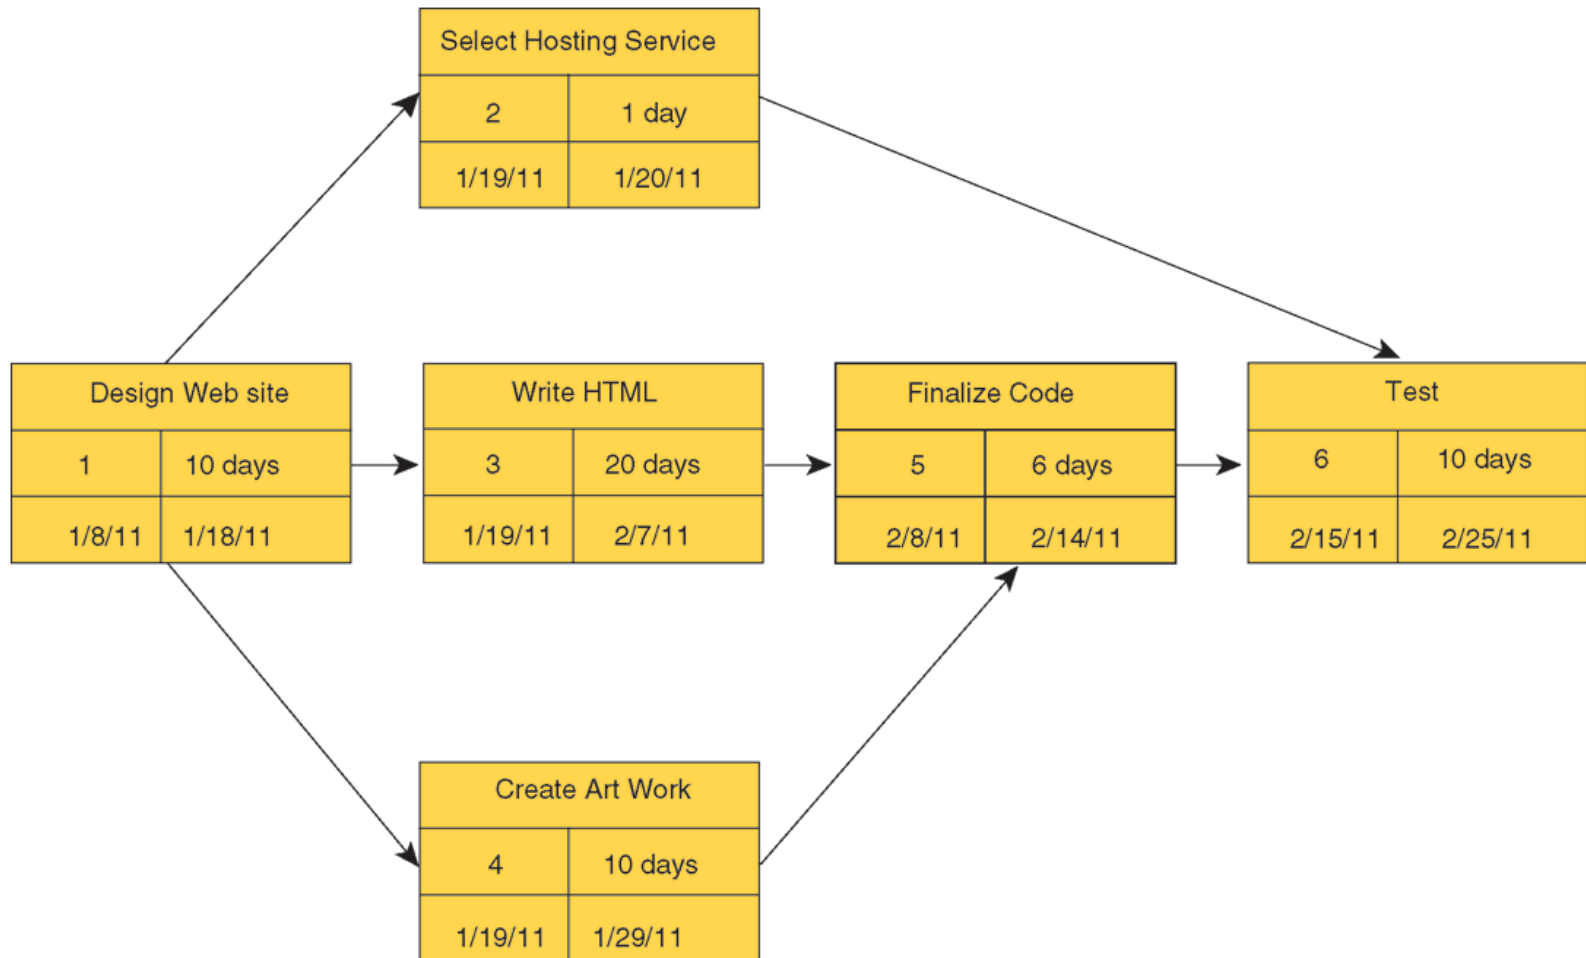 Select Hosting Service
2 1 day
1/19/11 1/20/11
Design Web site
1 10 days
1/8/11 1/18/11
Write HTML
3 20 days
1/19/11 2/7/11
Finalize Code
5 6 days
2/8/11 2/14/11
Test
6 10 days
2/15/11 2/25/11
Create Art Work
4 10 days
1/19/11 1/29/11